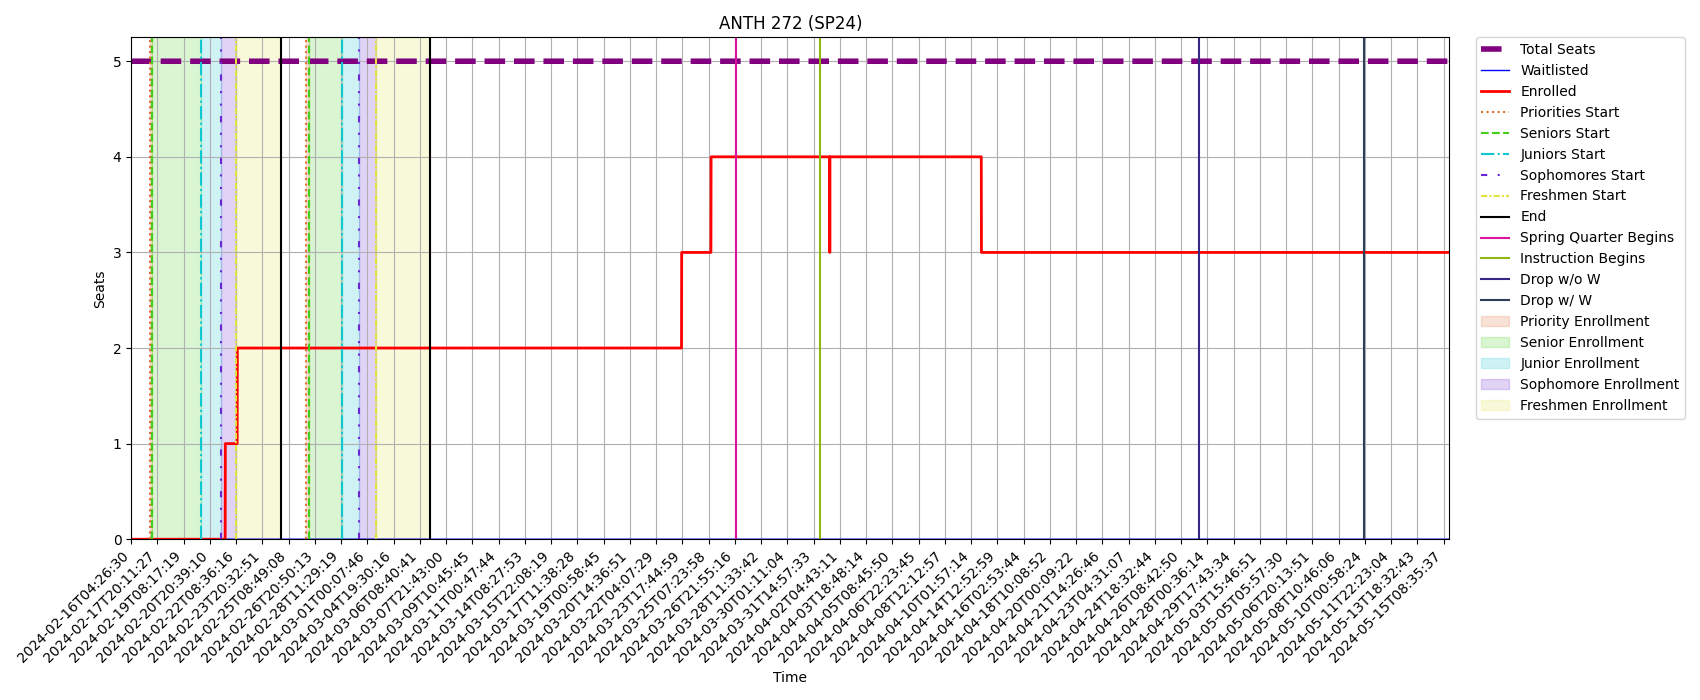 ANTH 272 (SP24)
Seats
5
4
3
2
1
0
2024-02-16T04:26:30
2024-02-17T20:11:27
2024-02-19T08:17:19
2024-02-20T20:39:10
2024-02-22T08:36:16
2024-02-23T20:32:51
2024-02-25T08:49:08
2024-02-26T20:50:13
2024-02-28T11:29:19
2024-03-01T00:07:46
2024-03-04T19:30:16
2024-03-06T08:40:41
2024-03-07T21:43:00
2024-03-09T10:45:45
2024-03-11T00:47:44
2024-03-14T08:27:53
2024-03-15T22:08:19
2024-03-17T11:38:28
2024-03-19T00:58:45
2024-03-20T14:36:51
2024-03-22T04:07:29
2024-03-23T17:44:59
2024-03-25T07:23:58
2024-03-26T21:55:16
2024-03-28T11:33:42
2024-03-30T01:11:04
2024-03-31T14:57:33
2024-04-02T04:43:11
2024-04-03T18:48:14
2024-04-05T08:45:50
2024-04-06T22:23:45
2024-04-08T12:12:57
2024-04-10T01:57:14
2024-04-14T12:52:59
2024-04-16T02:53:44
2024-04-18T10:08:52
2024-04-20T00:09:22
2024-04-21T14:26:46
2024-04-23T04:31:07
2024-04-24T18:32:44
2024-04-26T08:42:50
2024-04-28T00:36:14
2024-04-29T17:43:34
2024-05-03T15:46:51
2024-05-05T05:57:30
2024-05-06T20:13:51
2024-05-08T10:46:06
2024-05-10T00:58:24
2024-05-11T22:23:04
2024-05-13T18:32:43
2024-05-15T08:35:37
Time
Total Seats
Waitlisted
Enrolled
Priorities Start
Seniors Start
Juniors Start
Sophomores Start
Freshmen Start
End
Spring Quarter Begins
Instruction Begins
Drop w/o W
Drop w/ W
Priority Enrollment
Senior Enrollment
Junior Enrollment
Sophomore Enrollment
Freshmen Enrollment